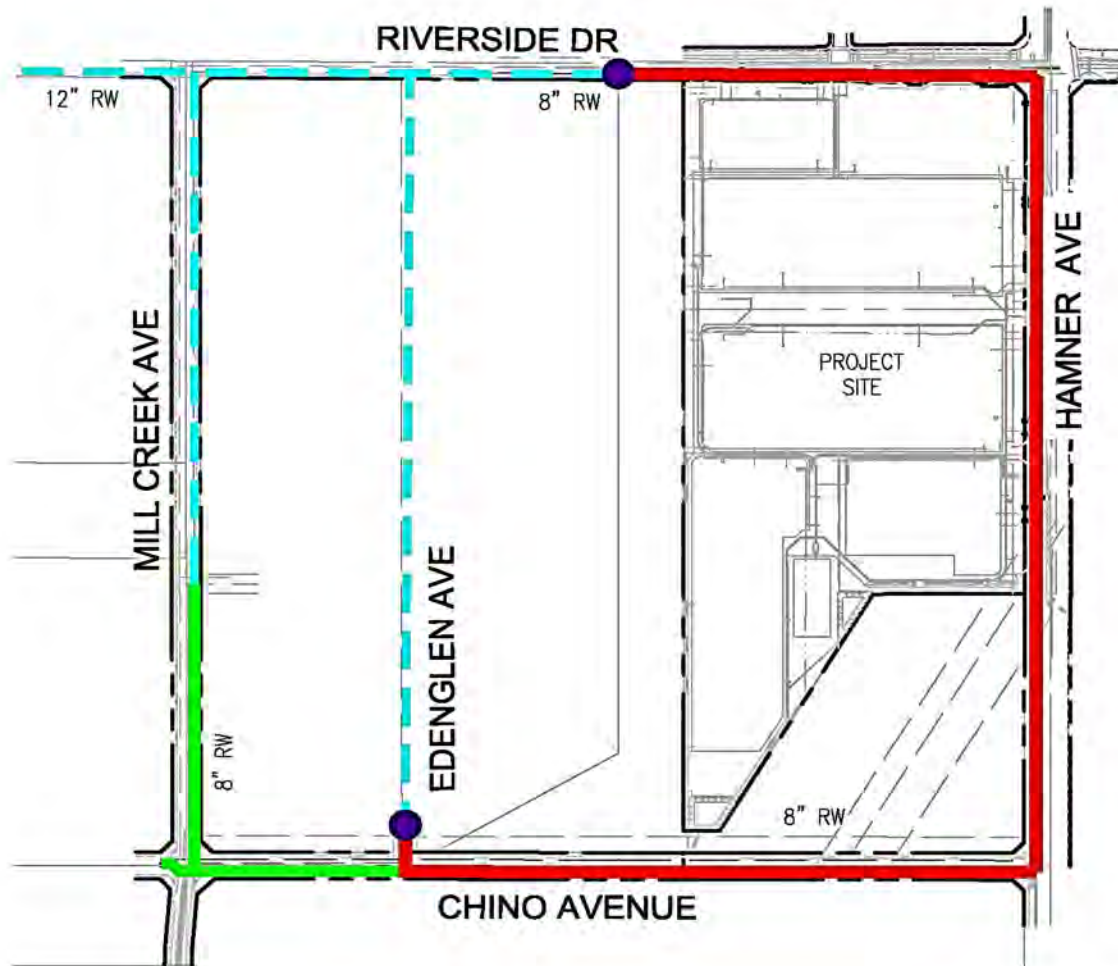 RIVERSIDE DR
12" RW
8" RW
MILL CREEK AVE
EDENGLEN AVE
HAMNER AVE
PROJECT
SITE
8" RW
8" RW
CHINO AVENUE